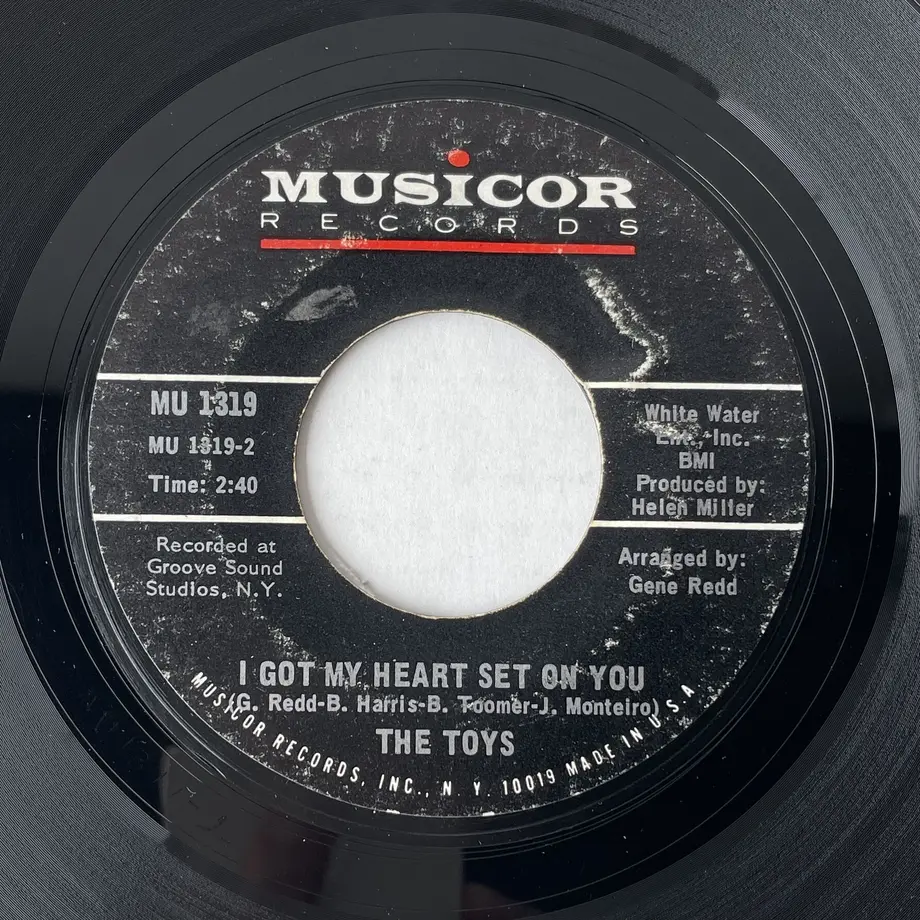 MUSICOR
RECORDS
MU 1319
MU 1319-2
Time: 2:40
White Water
Ent., Inc.
BMI
Produced by:
Helen Miller
Recorded at
Groove Sound
Studios, N.Y.
Arranged by:
Gene Redd
I GOT MY HEART SET ON YOU
(G. Redd-B. Harris-B. Toomer-J. Monteiro)
THE TOYS
MUSICOR RECORDS, INC., N.Y. 10019 MADE IN U.S.A